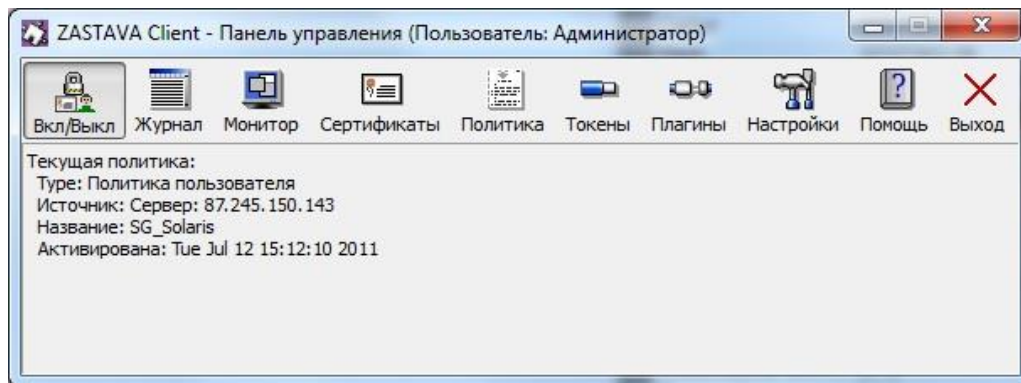 ZASTAVA Client - Панель управления (Пользователь: Администратор)
Вкл/Выкл Журнал Монитор Сертификаты Политика Токены Плагины Настройки Помощь Выход
Текущая политика:
Type: Политика пользователя
Источник: Сервер: 87.245.150.143
Название: SG_Solaris
Активирована: Tue Jul 12 15:12:10 2011